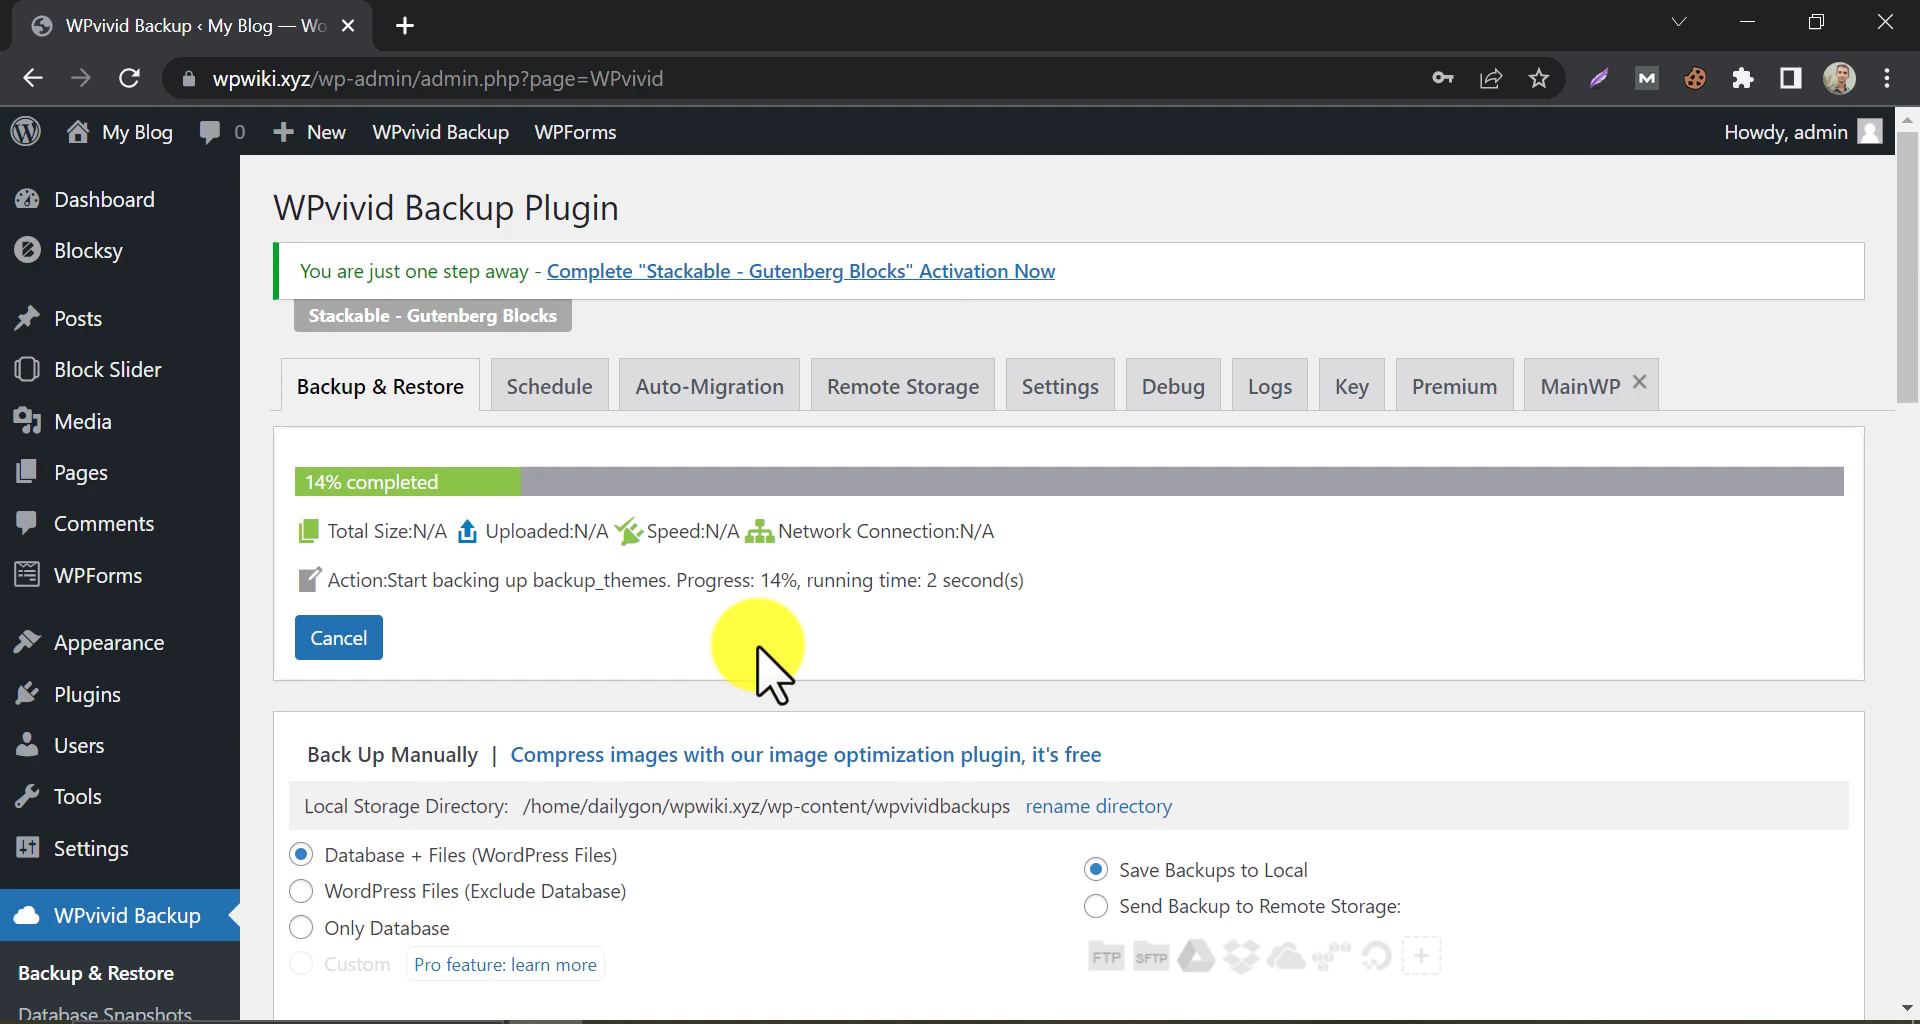 WPvivid Backup ‹ My Blog — Wo
wpwiki.xyz/wp-admin/admin.php?page=WPvivid
M
My Blog
0
New
WPvivid Backup
WPForms
Howdy, admin
Dashboard
Blocksy
Posts
Block Slider
Media
Pages
Comments
WPForms
Appearance
Plugins
Users
Tools
Settings
WPvivid Backup
Backup & Restore
Database Snapshots
WPvivid Backup Plugin
You are just one step away - Complete "Stackable - Gutenberg Blocks" Activation Now
Stackable - Gutenberg Blocks
Backup & Restore
Schedule
Auto-Migration
Remote Storage
Settings
Debug
Logs
Key
Premium
MainWP
14% completed
Total Size:N/A Uploaded:N/A Speed:N/A Network Connection:N/A
Action:Start backing up backup_themes. Progress: 14%, running time: 2 second(s)
Cancel
Back Up Manually | Compress images with our image optimization plugin, it's free
Local Storage Directory: /home/dailygon/wpwiki.xyz/wp-content/wpvividbackups rename directory
Database + Files (WordPress Files)
WordPress Files (Exclude Database)
Only Database
Custom Pro feature: learn more
Save Backups to Local
Send Backup to Remote Storage:
FTP SFTP